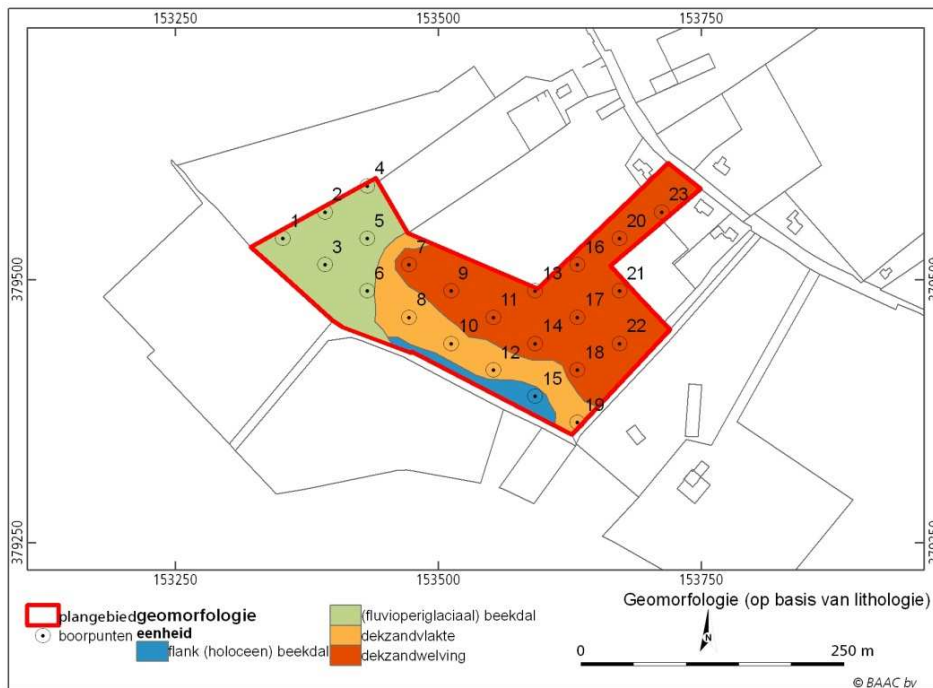 153250 153500 153750
4
2 23
1 5 20
3 7 16
379500 379500
6 9 13 21
8 11 17
10 14 22
12 18
15
19
379250 379250
153250 153500 153750
plangebied geomorfologie (fluvioperiglaciaal) beekdal Geomorfologie (op basis van lithologie)
boorpunten eenheid dekzandvlakte
flank (holoceen) beekdal dekzandwelving
N
0 250 m
© BAAC bv